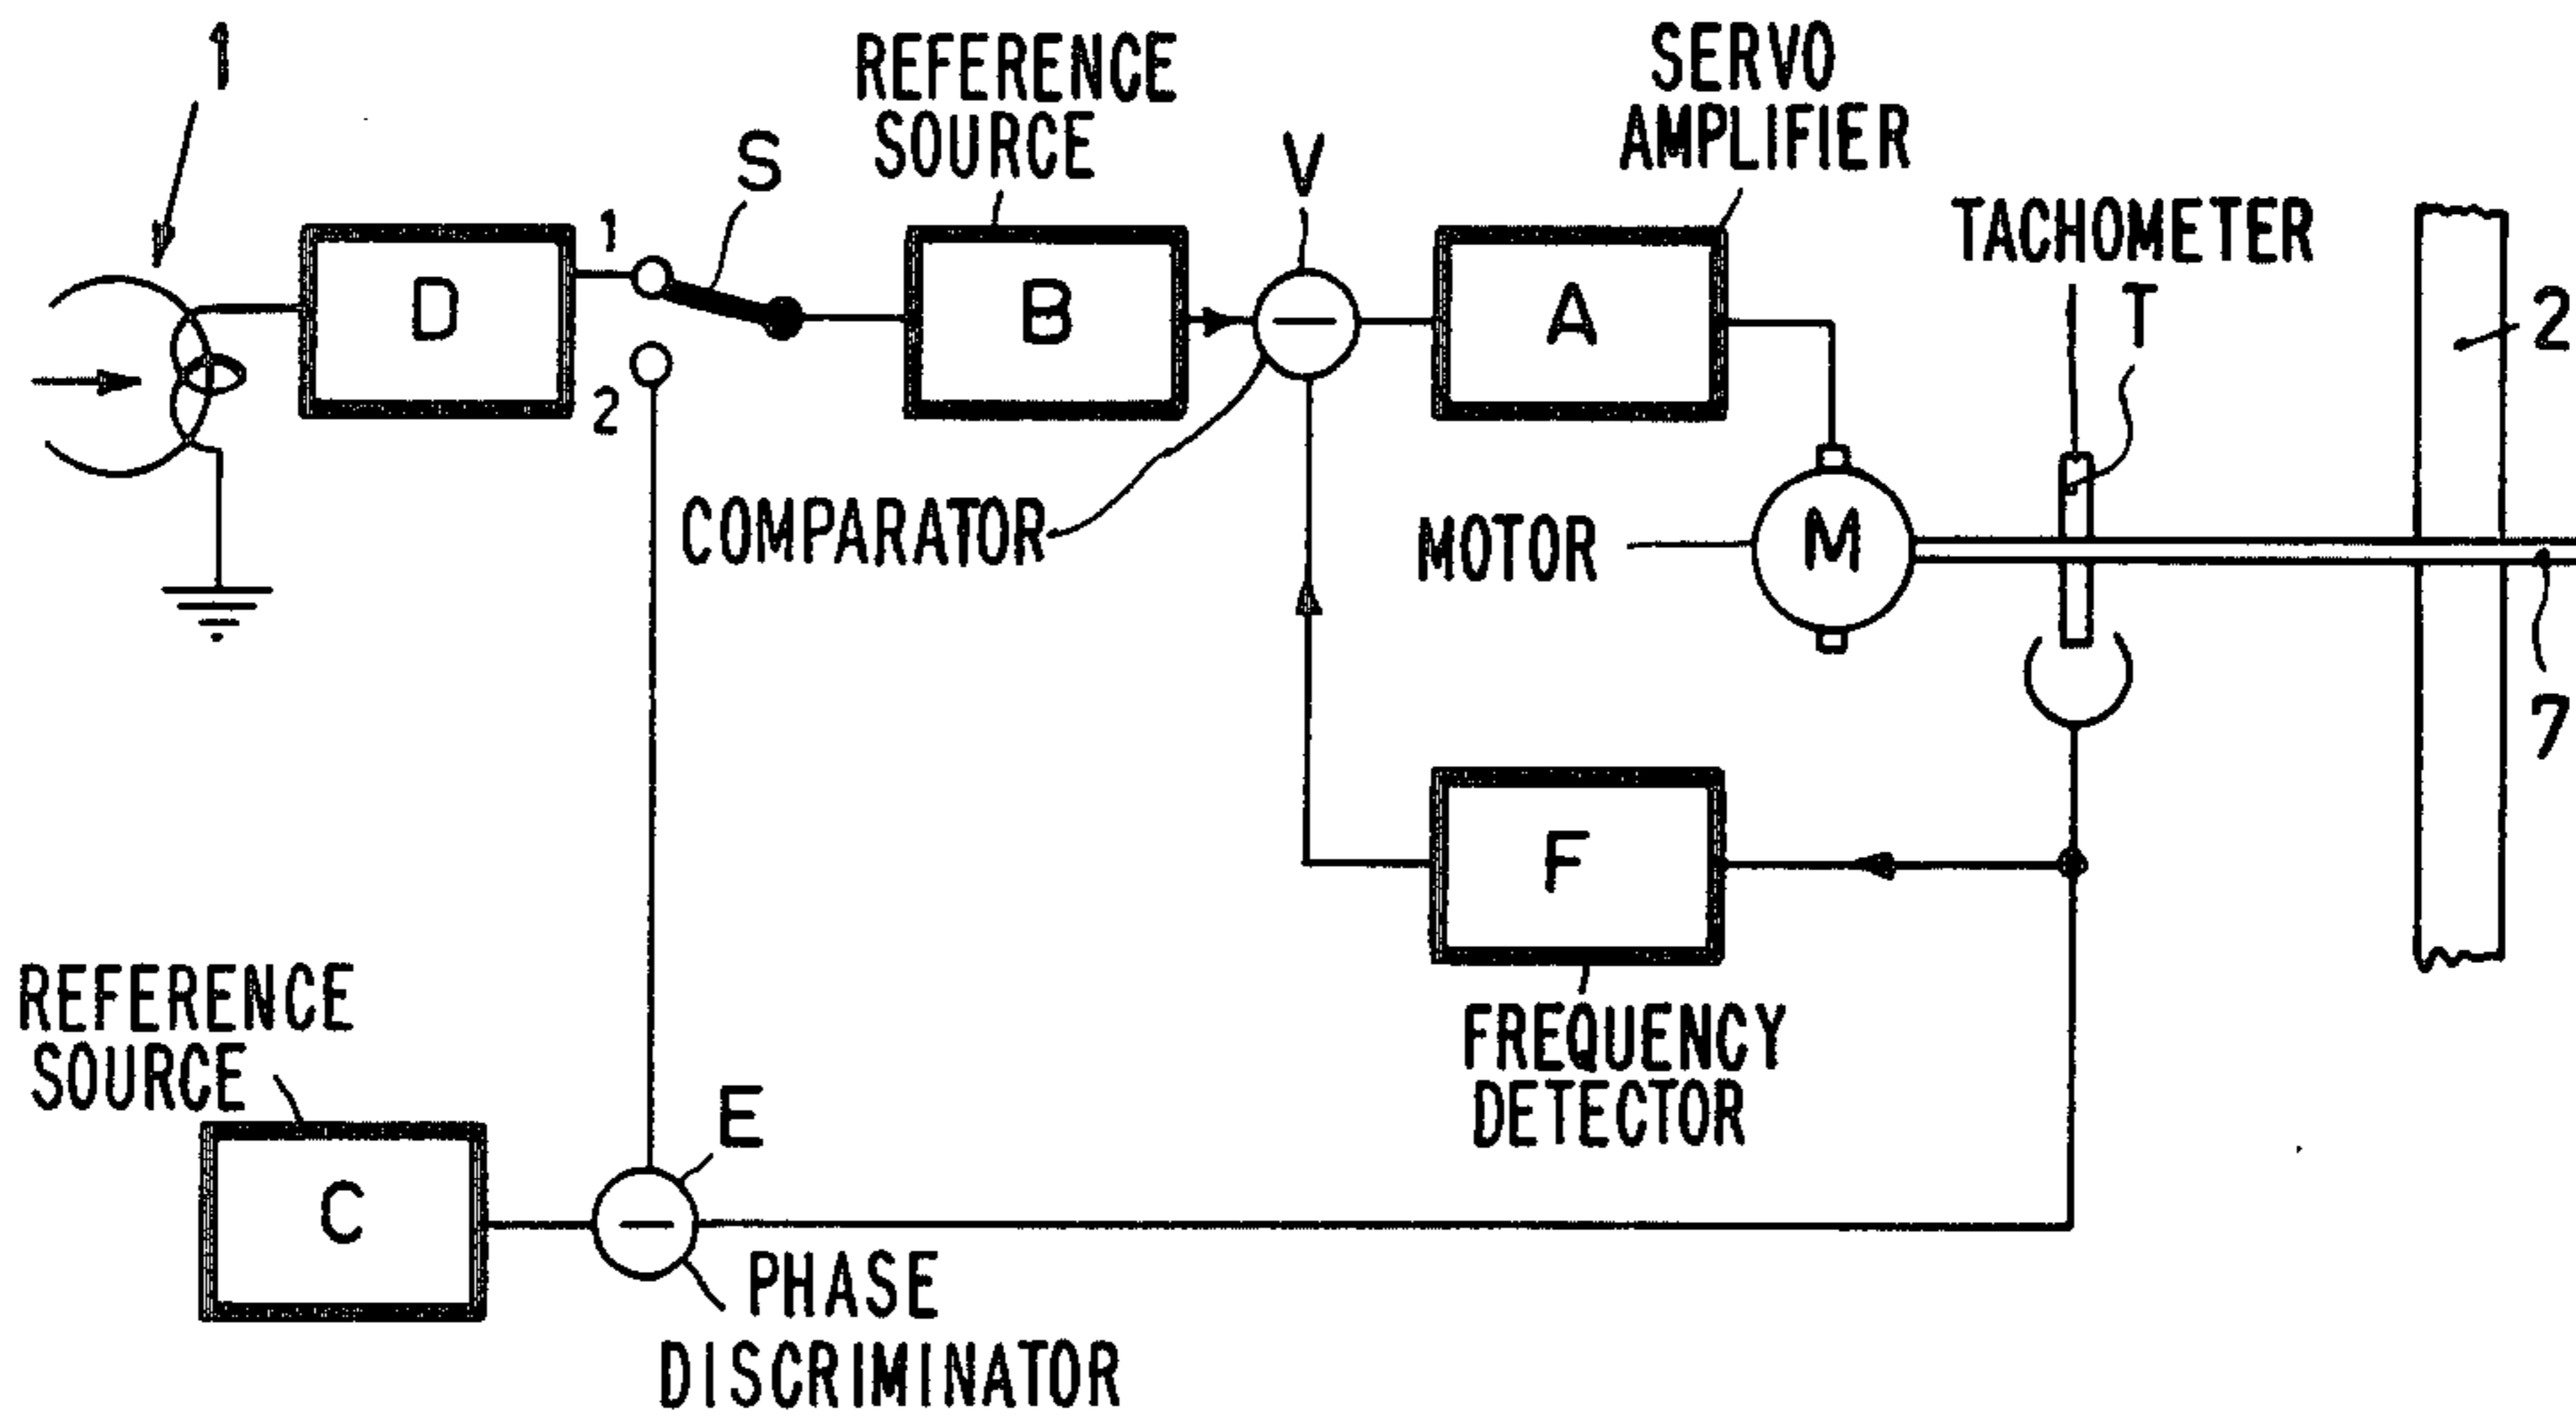 1
REFERENCE
SOURCE
SERVO
AMPLIFIER
S
V
TACHOMETER
T
1
D
B
A
2
2
COMPARATOR
MOTOR
M
7
F
FREQUENCY
DETECTOR
REFERENCE
SOURCE
E
C
PHASE
DISCRIMINATOR